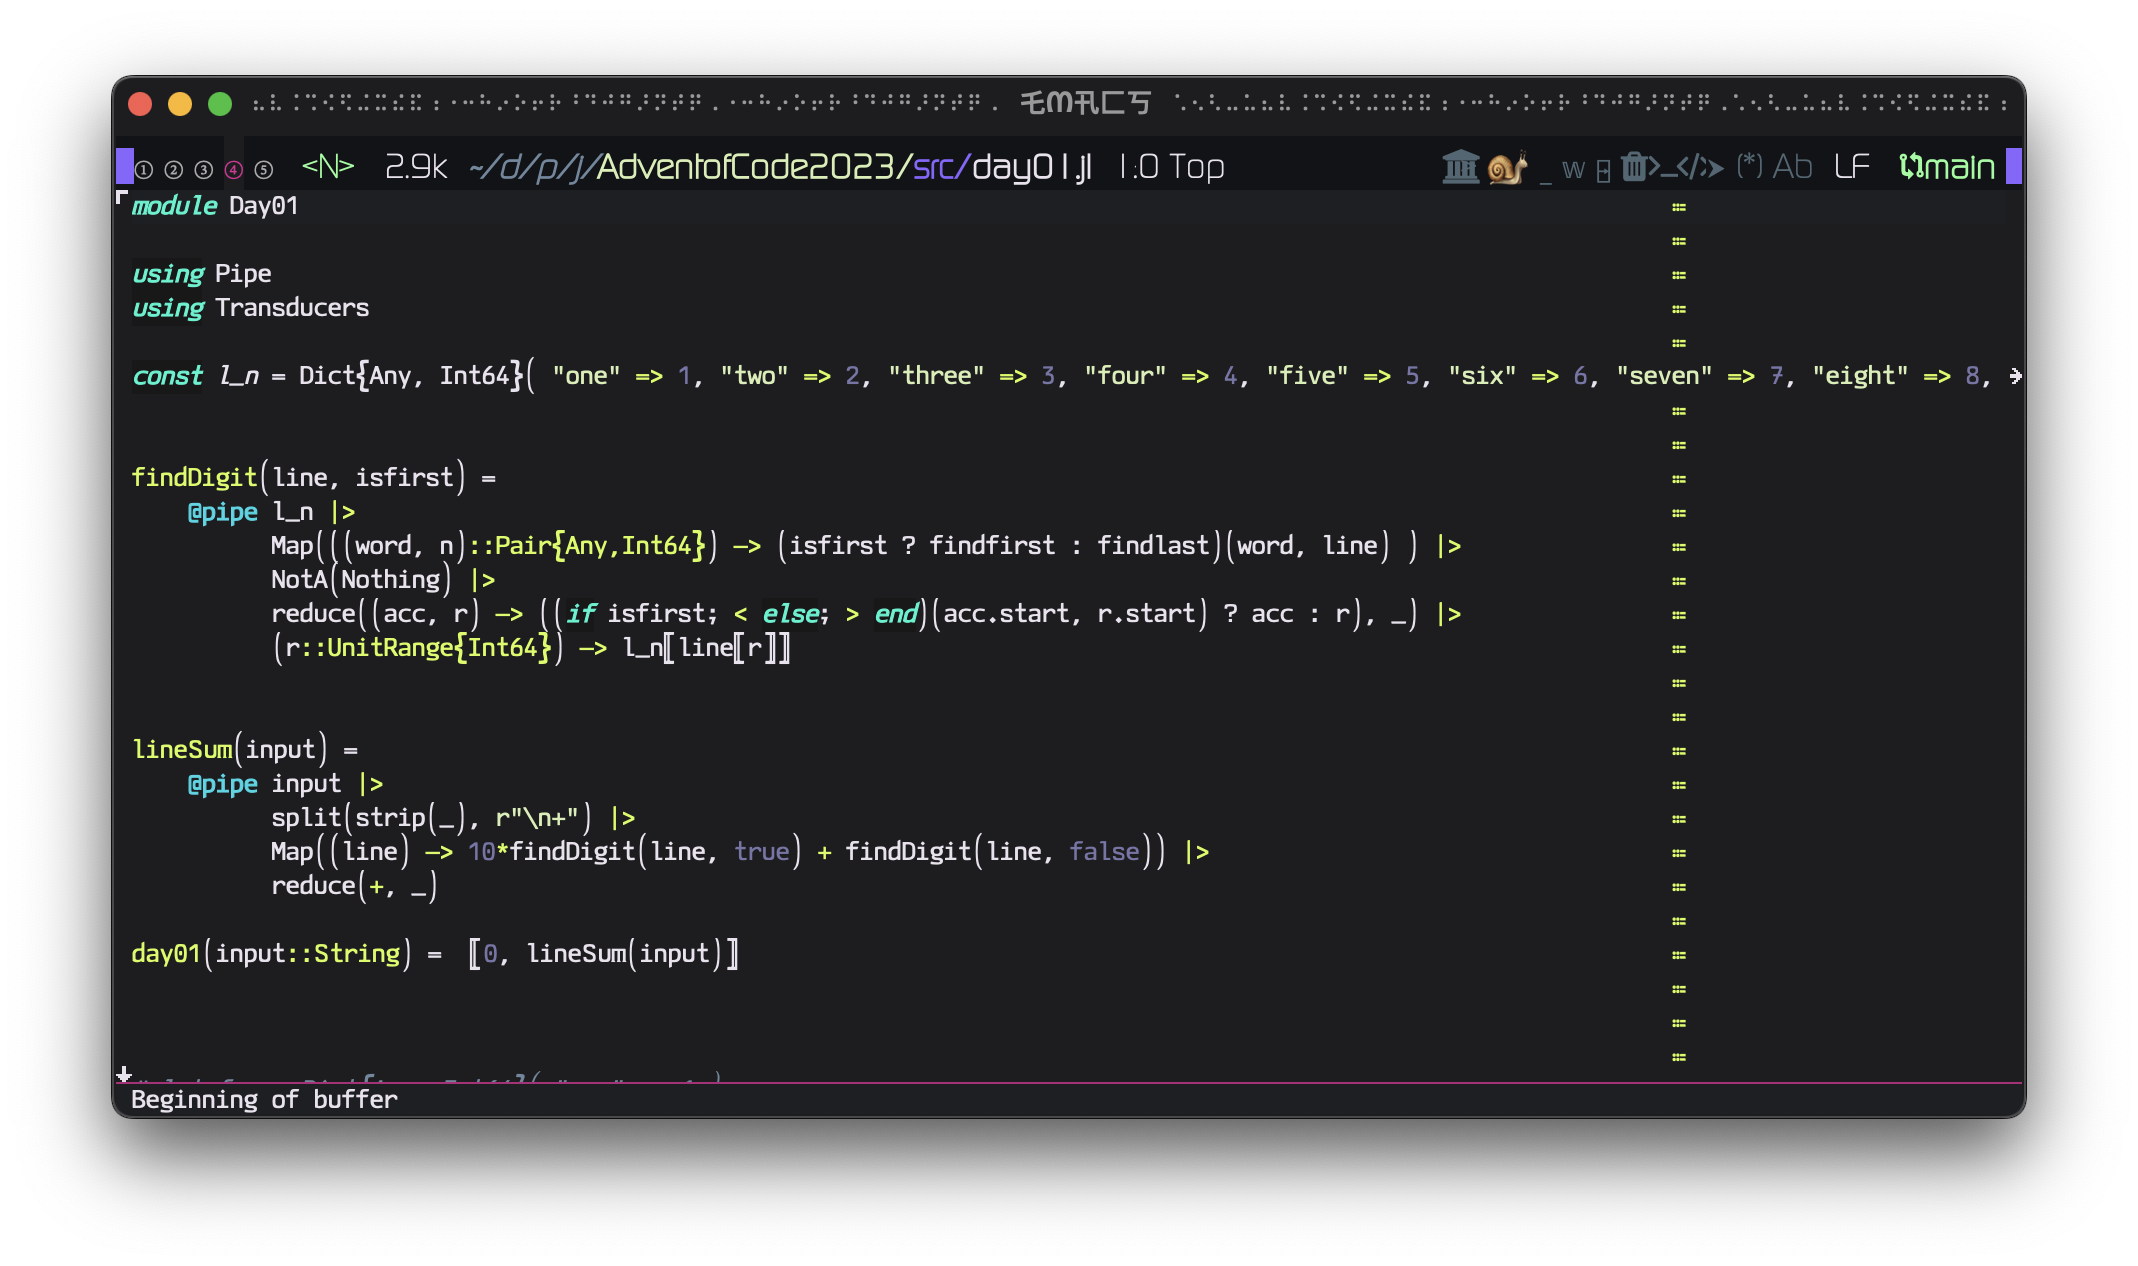 ① ② ③ ④ ⑤ <N> 2.9k ~/d/p/j/AdventofCode2023/src/day01.jl 1:0 Top _ W >_</> (*) Ab LF main
module Day01
using Pipe
using Transducers
const l_n = Dict{Any, Int64}( "one" => 1, "two" => 2, "three" => 3, "four" => 4, "five" => 5, "six" => 6, "seven" => 7, "eight" => 8,
findDigit(line, isfirst) =
@pipe l_n |>
Map(((word, n)::Pair{Any,Int64}) -> (isfirst ? findfirst : findlast)(word, line) ) |>
NotA(Nothing) |>
reduce((acc, r) -> ((if isfirst; < else; > end)(acc.start, r.start) ? acc : r), _) |>
(r::UnitRange{Int64}) -> l_n[line[r]]
lineSum(input) =
@pipe input |>
split(strip(_), r"\n+") |>
Map((line) -> 10*findDigit(line, true) + findDigit(line, false)) |>
reduce(+, _)
day01(input::String) = [0, lineSum(input)]
Beginning of buffer